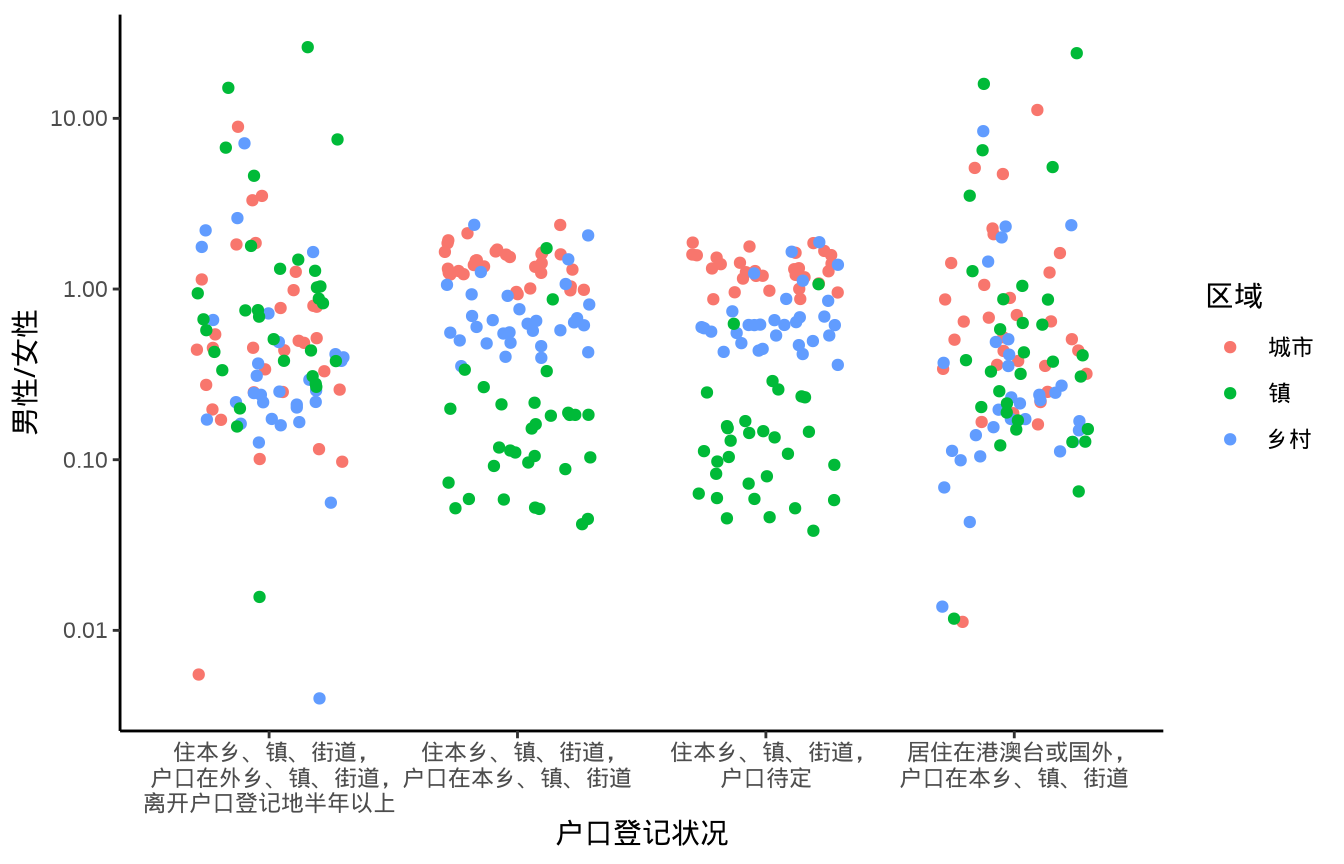 男性/女性
10.00
1.00
0.10
0.01
住本乡、镇、街道，
户口在外乡、镇、街道，
离开户口登记地半年以上
住本乡、镇、街道，
户口在本乡、镇、街道
住本乡、镇、街道，
户口待定
居住在港澳台或国外，
户口在本乡、镇、街道
户口登记状况
区域
城市
镇
乡村